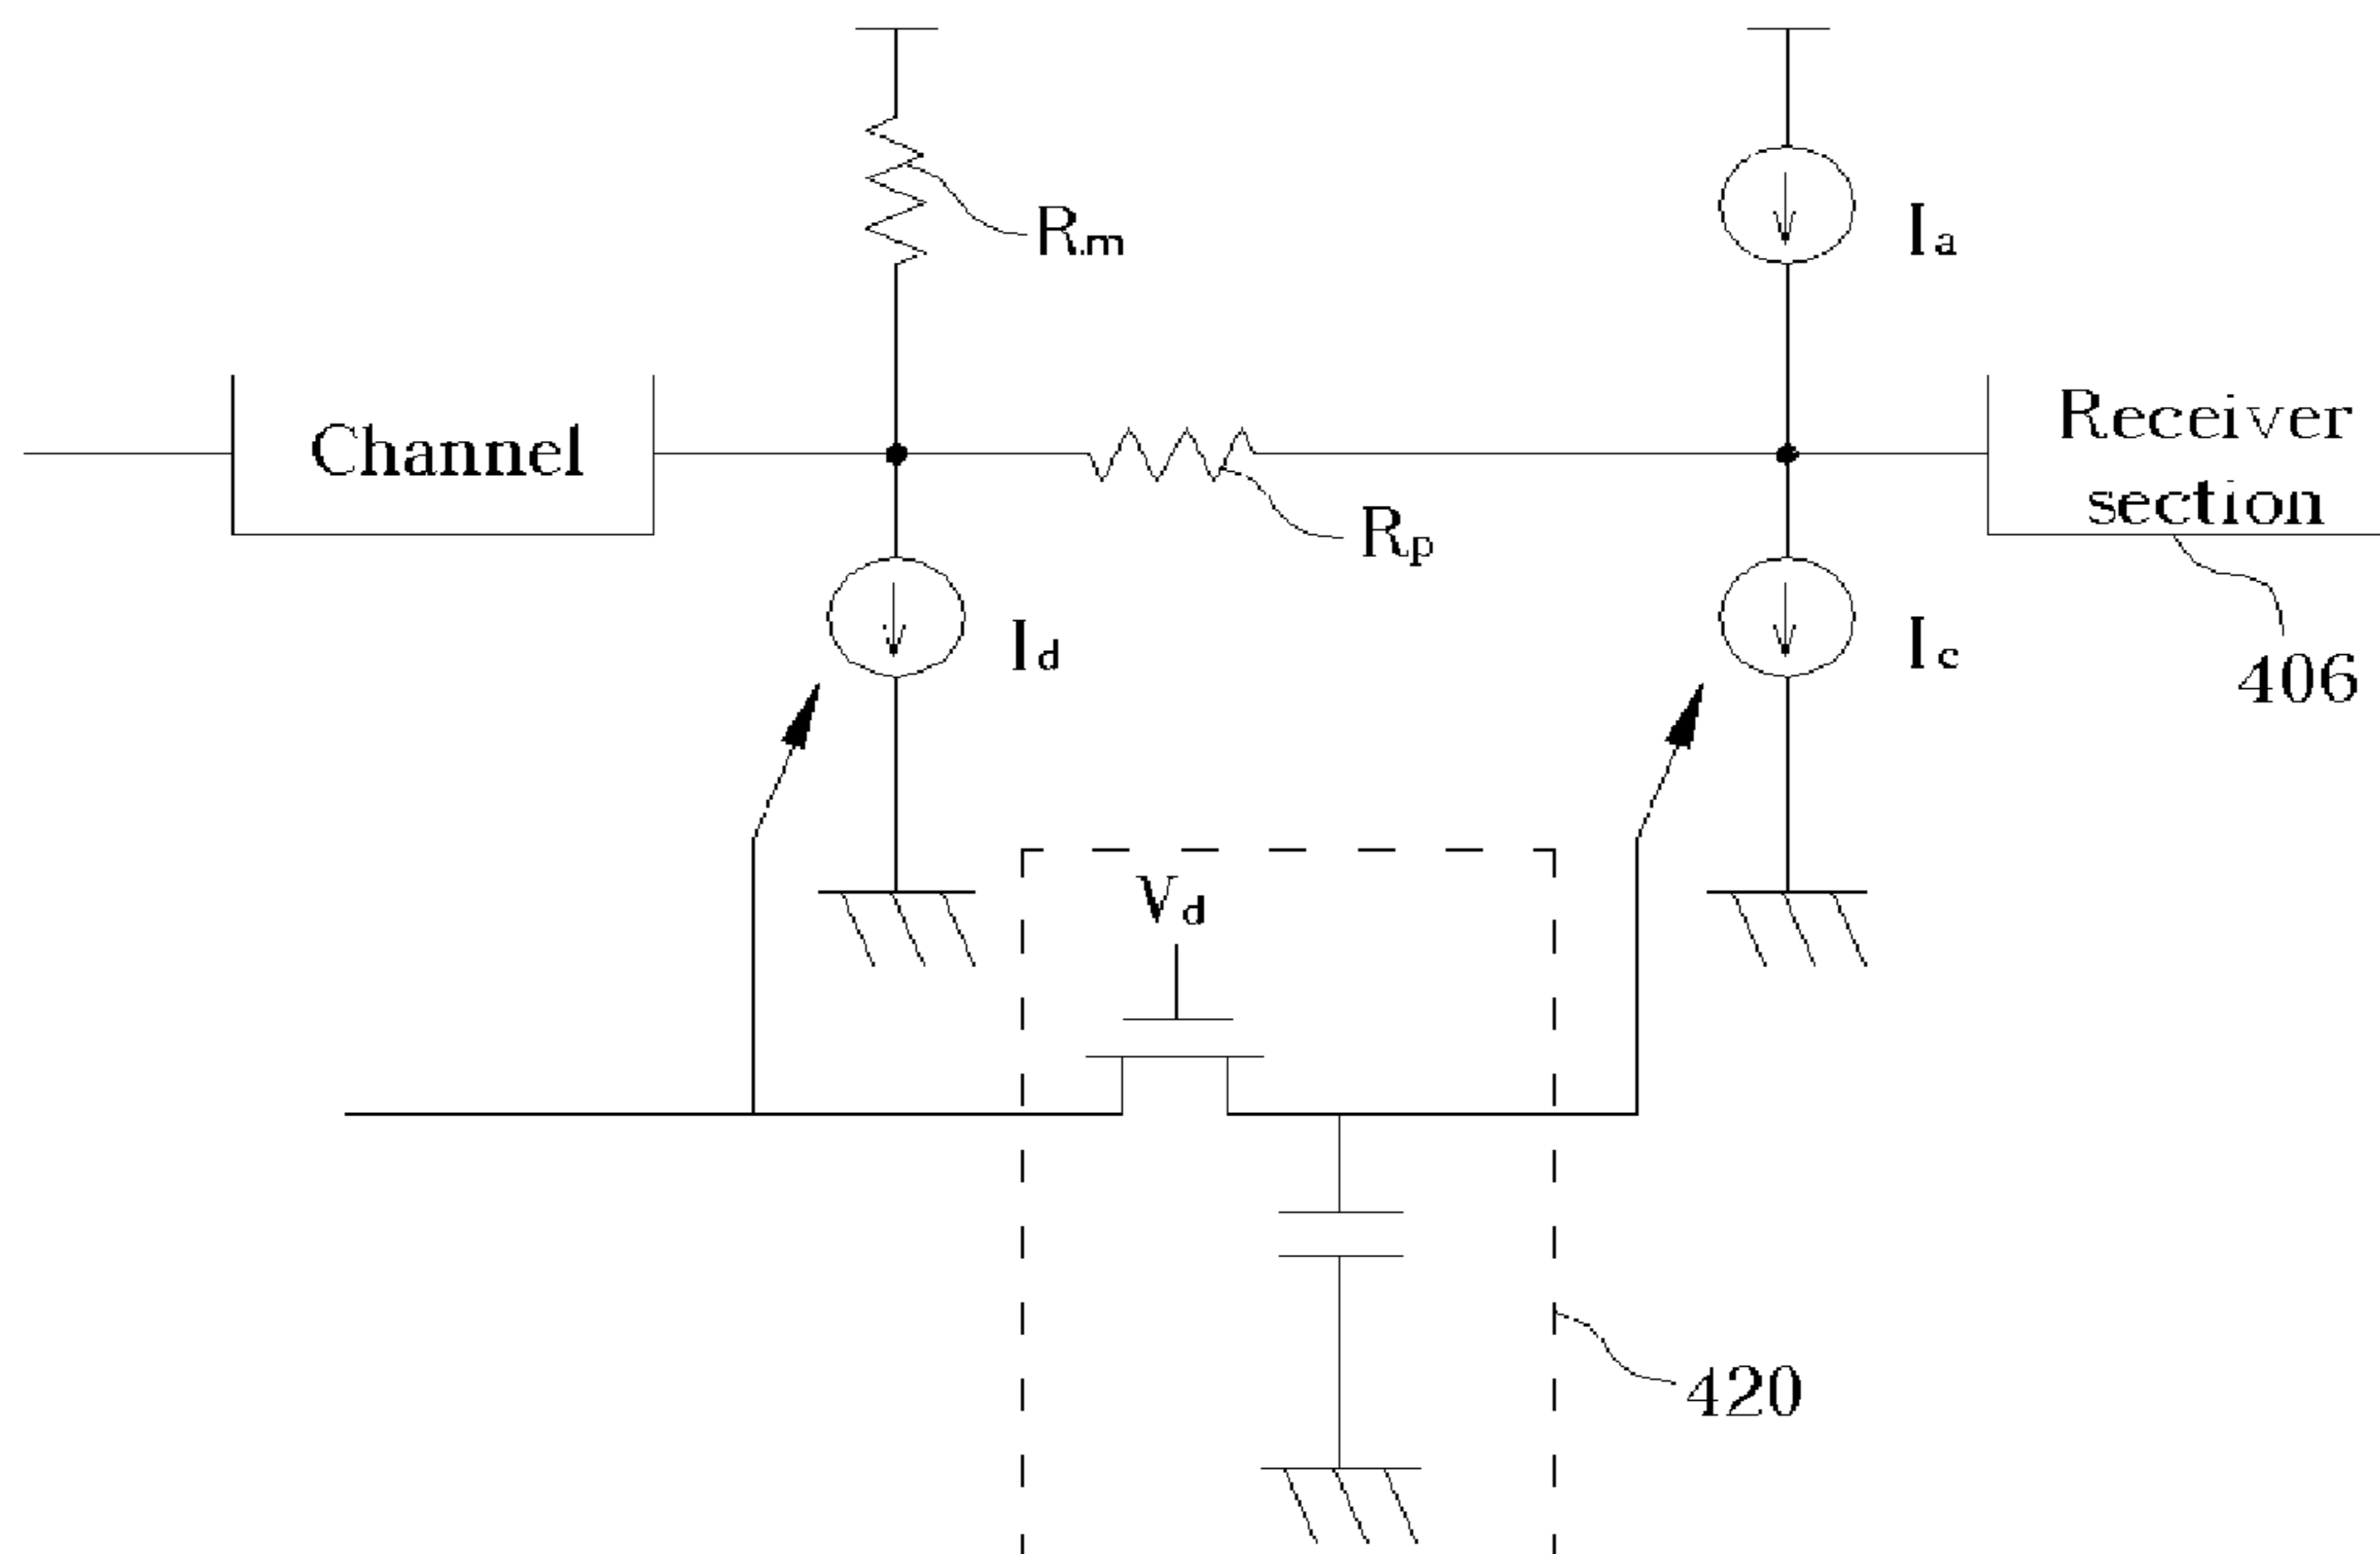 Rm
Ia
Channel
Receiver
section
Rp
Id
Ic
406
Vd
420